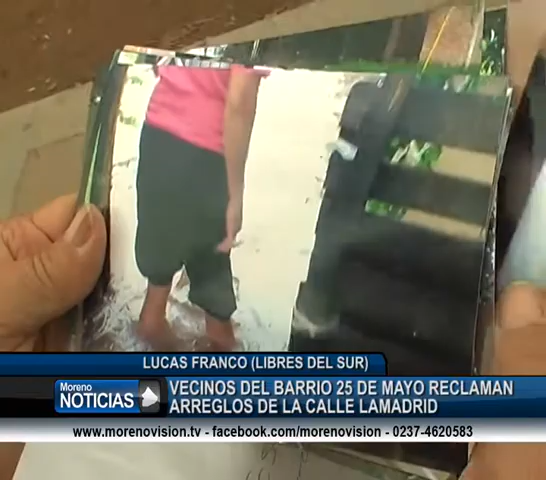 LUCAS FRANCO (LIBRES DEL SUR)
Moreno
NOTICIAS
VECINOS DEL BARRIO 25 DE MAYO RECLAMAN
ARREGLOS DE LA CALLE LAMADRID
www.morenovision.tv - facebook.com/morenovision - 0237-4620583